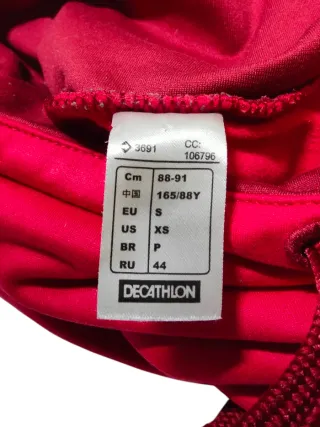 3691 CC:
106796
Cm 88-91
中国 165/88Y
EU S
US XS
BR P
RU 44
DECATHLON